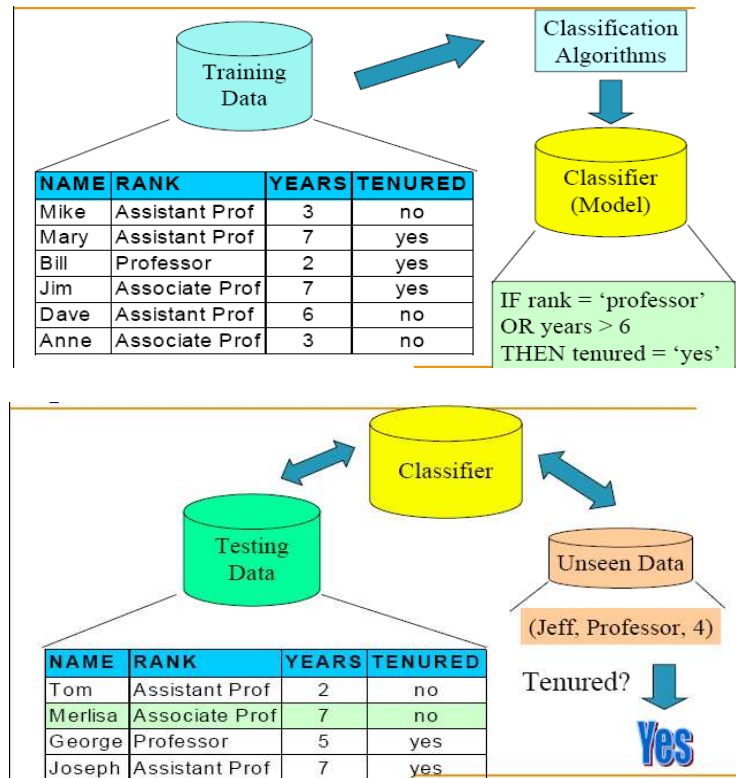 Training
Data
Classification
Algorithms
NAME RANK YEARS TENURED
Mike Assistant Prof 3 no
Mary Assistant Prof 7 yes
Bill Professor 2 yes
Jim Associate Prof 7 yes
Dave Assistant Prof 6 no
Anne Associate Prof 3 no
Classifier
(Model)
IF rank = ‘professor’
OR years > 6
THEN tenured = ‘yes’
Classifier
Testing
Data
Unseen Data
(Jeff, Professor, 4)
NAME RANK YEARS TENURED
Tom Assistant Prof 2 no
Merlisa Associate Prof 7 no
George Professor 5 yes
Joseph Assistant Prof 7 yes
Tenured?
Yes